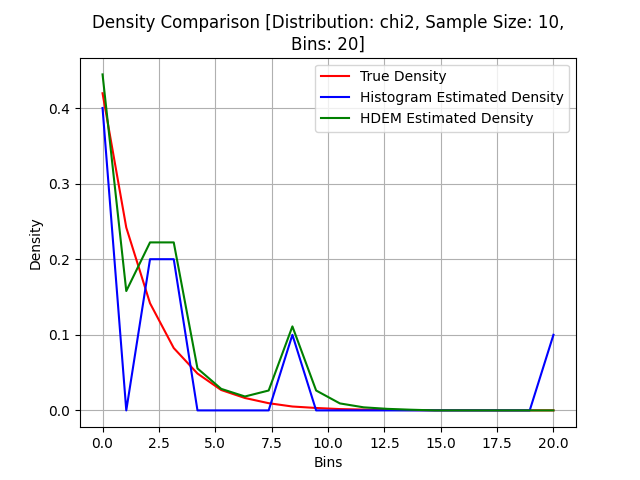 Density Comparison [Distribution: chi2, Sample Size: 10,
Bins: 20]
True Density
Histogram Estimated Density
HDEM Estimated Density
Density
0.4
0.3
0.2
0.1
0.0
0.0 2.5 5.0 7.5 10.0 12.5 15.0 17.5 20.0
Bins